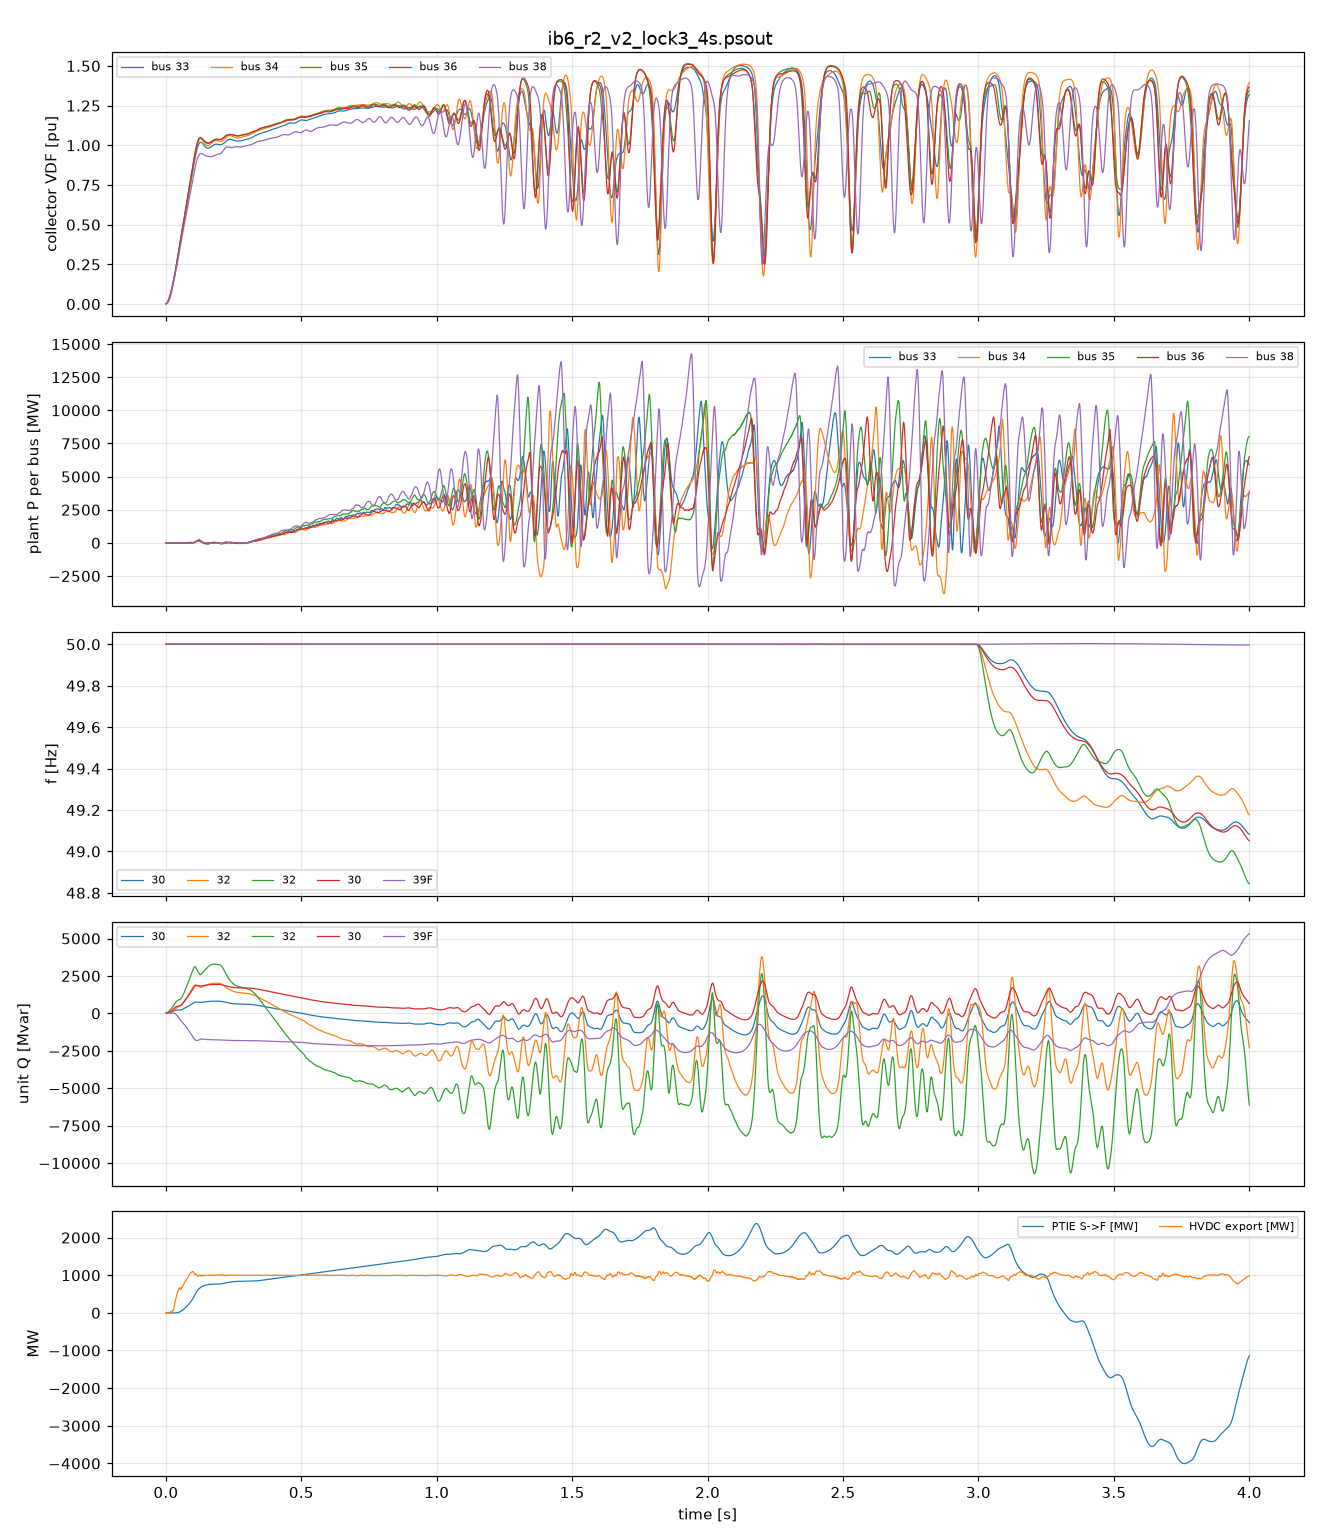 ib6_r2_v2_lock3_4s.psout
bus 33 bus 34 bus 35 bus 36 bus 38
1.50
1.25
1.00
0.75
0.50
0.25
0.00
collector VDF [pu]
bus 33 bus 34 bus 35 bus 36 bus 38
15000
12500
10000
7500
5000
2500
0
−2500
plant P per bus [MW]
50.0
49.8
49.6
49.4
49.2
49.0
48.8
f [Hz]
30 32 32 30 39F
30 32 32 30 39F
5000
2500
0
−2500
−5000
−7500
−10000
unit Q [Mvar]
PTIE S->F [MW] HVDC export [MW]
2000
1000
0
−1000
−2000
−3000
−4000
MW
0.0 0.5 1.0 1.5 2.0 2.5 3.0 3.5 4.0
time [s]